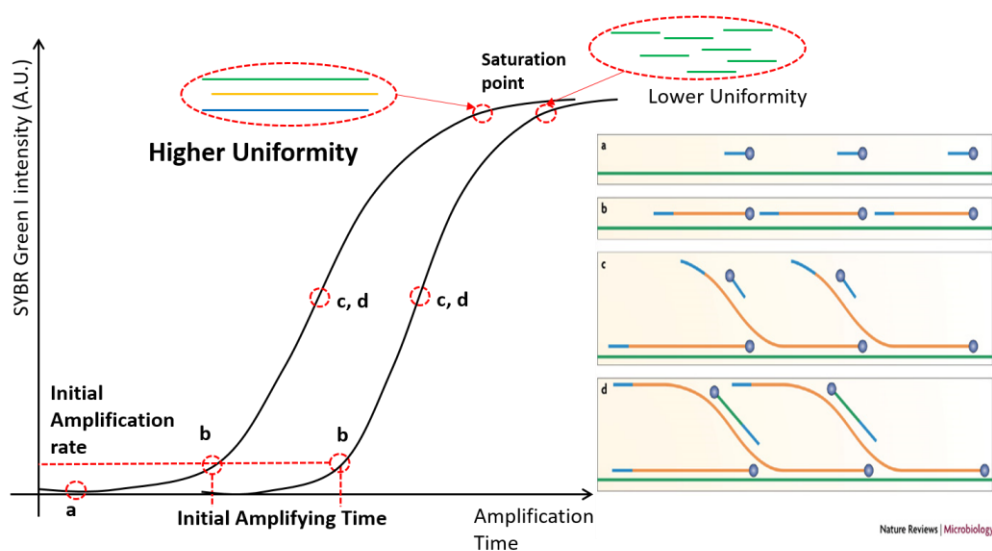 SYBR Green I intensity (A.U.)
Higher Uniformity
Saturation
point
Lower Uniformity
c, d
c, d
Initial
Amplification
rate
b
b
a
Initial Amplifying Time
Amplification
Time
a
b
c
d
Nature Reviews | Microbiology